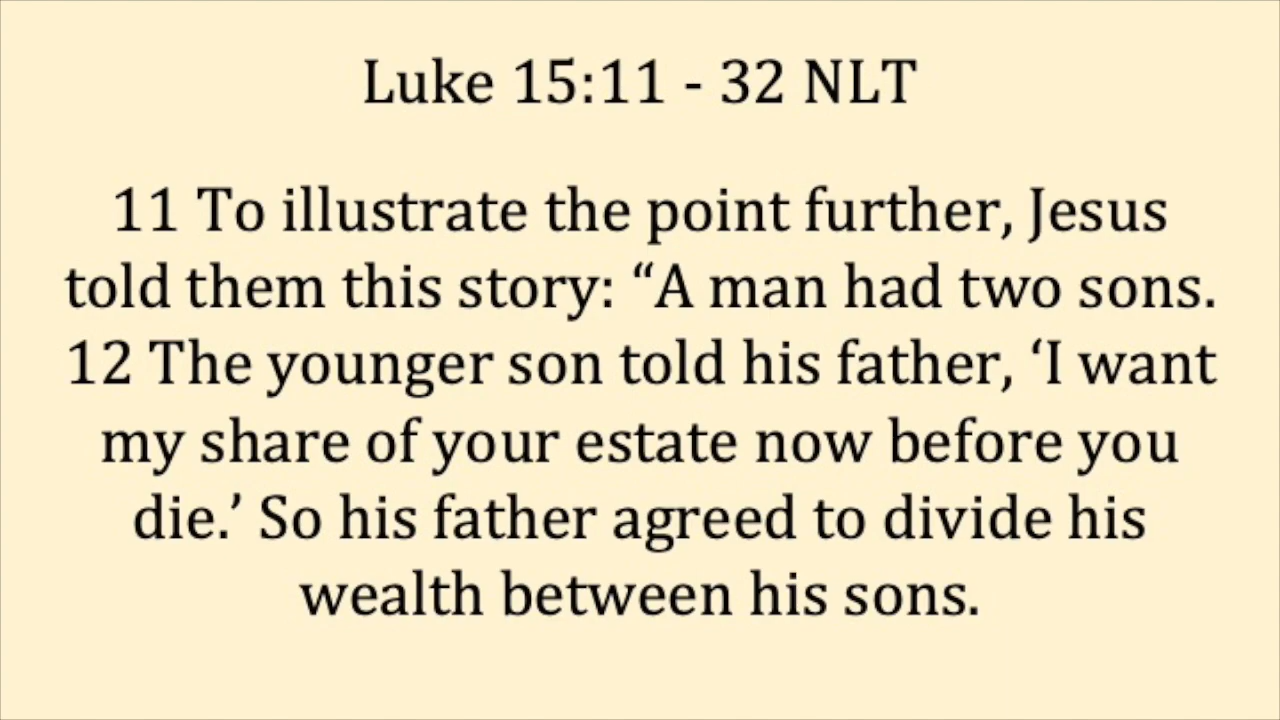 Luke 15:11 - 32 NLT
11 To illustrate the point further, Jesus
told them this story: “A man had two sons.
12 The younger son told his father, ‘I want
my share of your estate now before you
die.’ So his father agreed to divide his
wealth between his sons.